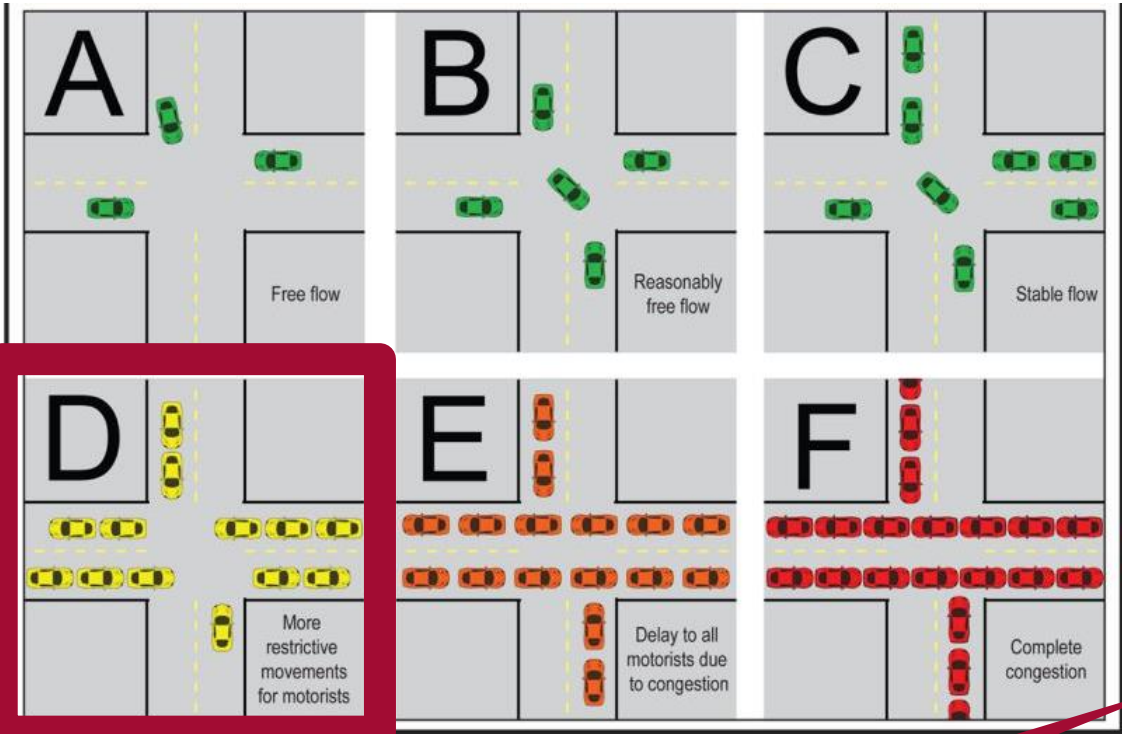 A
B
C
Free flow
Reasonably
free flow
Stable flow
D
E
F
More
restrictive
movements
for motorists
Delay to all
motorists due
to congestion
Complete
congestion